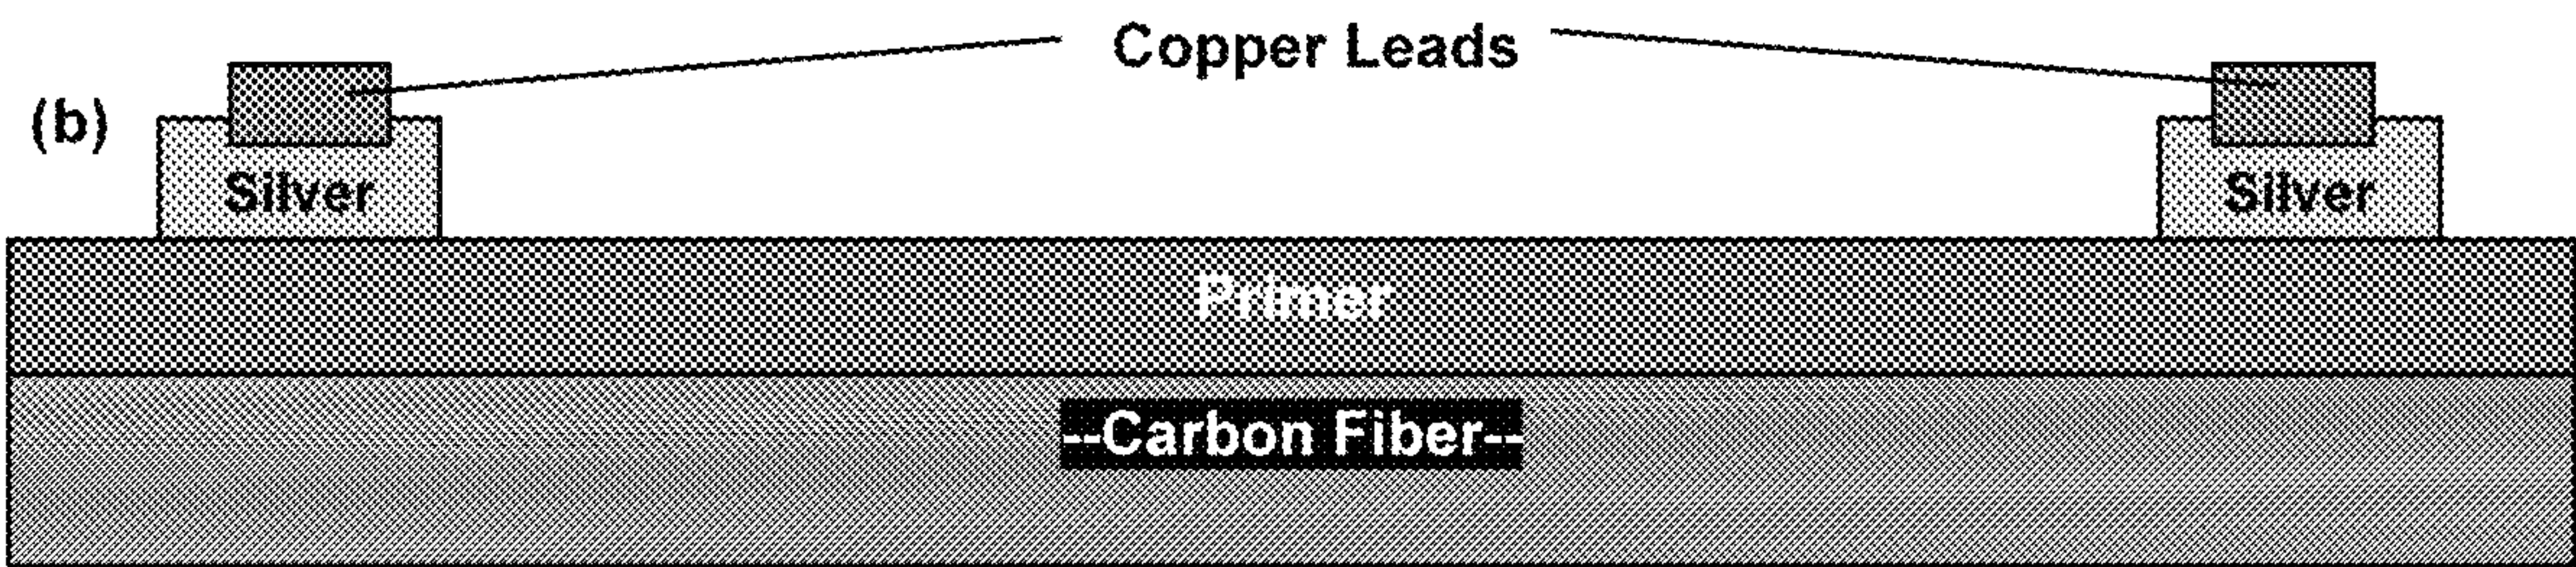 Copper Leads
(b)
Silver
Silver
Primer
--Carbon Fiber--